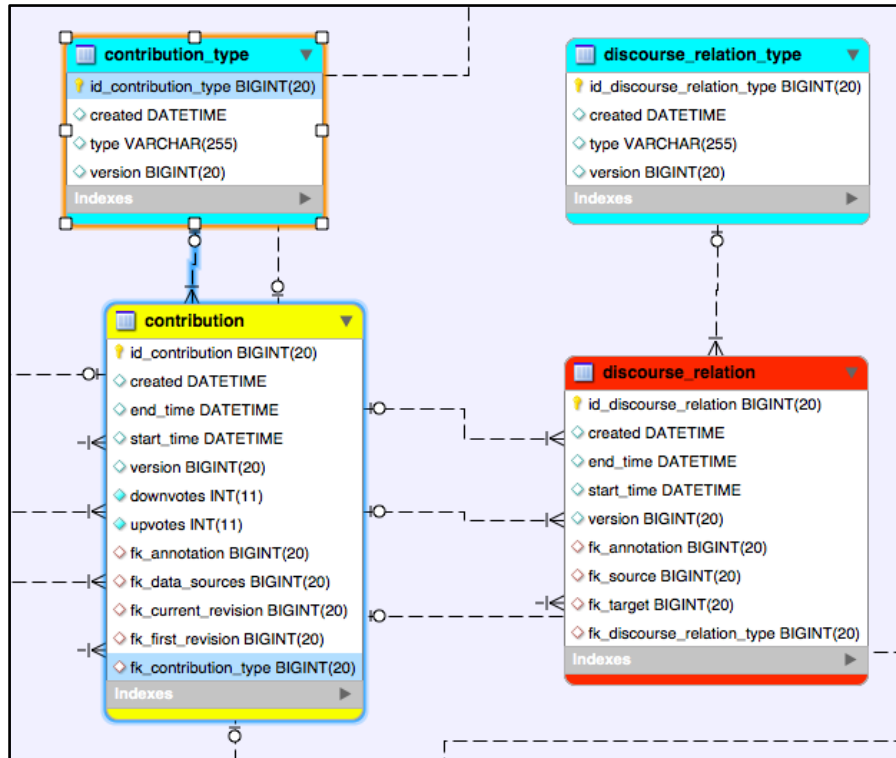 contribution_type
id_contribution_type BIGINT(20)
created DATETIME
type VARCHAR(255)
version BIGINT(20)
Indexes
discourse_relation_type
id_discourse_relation_type BIGINT(20)
created DATETIME
type VARCHAR(255)
version BIGINT(20)
Indexes
contribution
id_contribution BIGINT(20)
created DATETIME
end_time DATETIME
start_time DATETIME
version BIGINT(20)
downvotes INT(11)
upvotes INT(11)
fk_annotation BIGINT(20)
fk_data_sources BIGINT(20)
fk_current_revision BIGINT(20)
fk_first_revision BIGINT(20)
fk_contribution_type BIGINT(20)
Indexes
discourse_relation
id_discourse_relation BIGINT(20)
created DATETIME
end_time DATETIME
start_time DATETIME
version BIGINT(20)
fk_annotation BIGINT(20)
fk_source BIGINT(20)
fk_target BIGINT(20)
fk_discourse_relation_type BIGINT(20)
Indexes